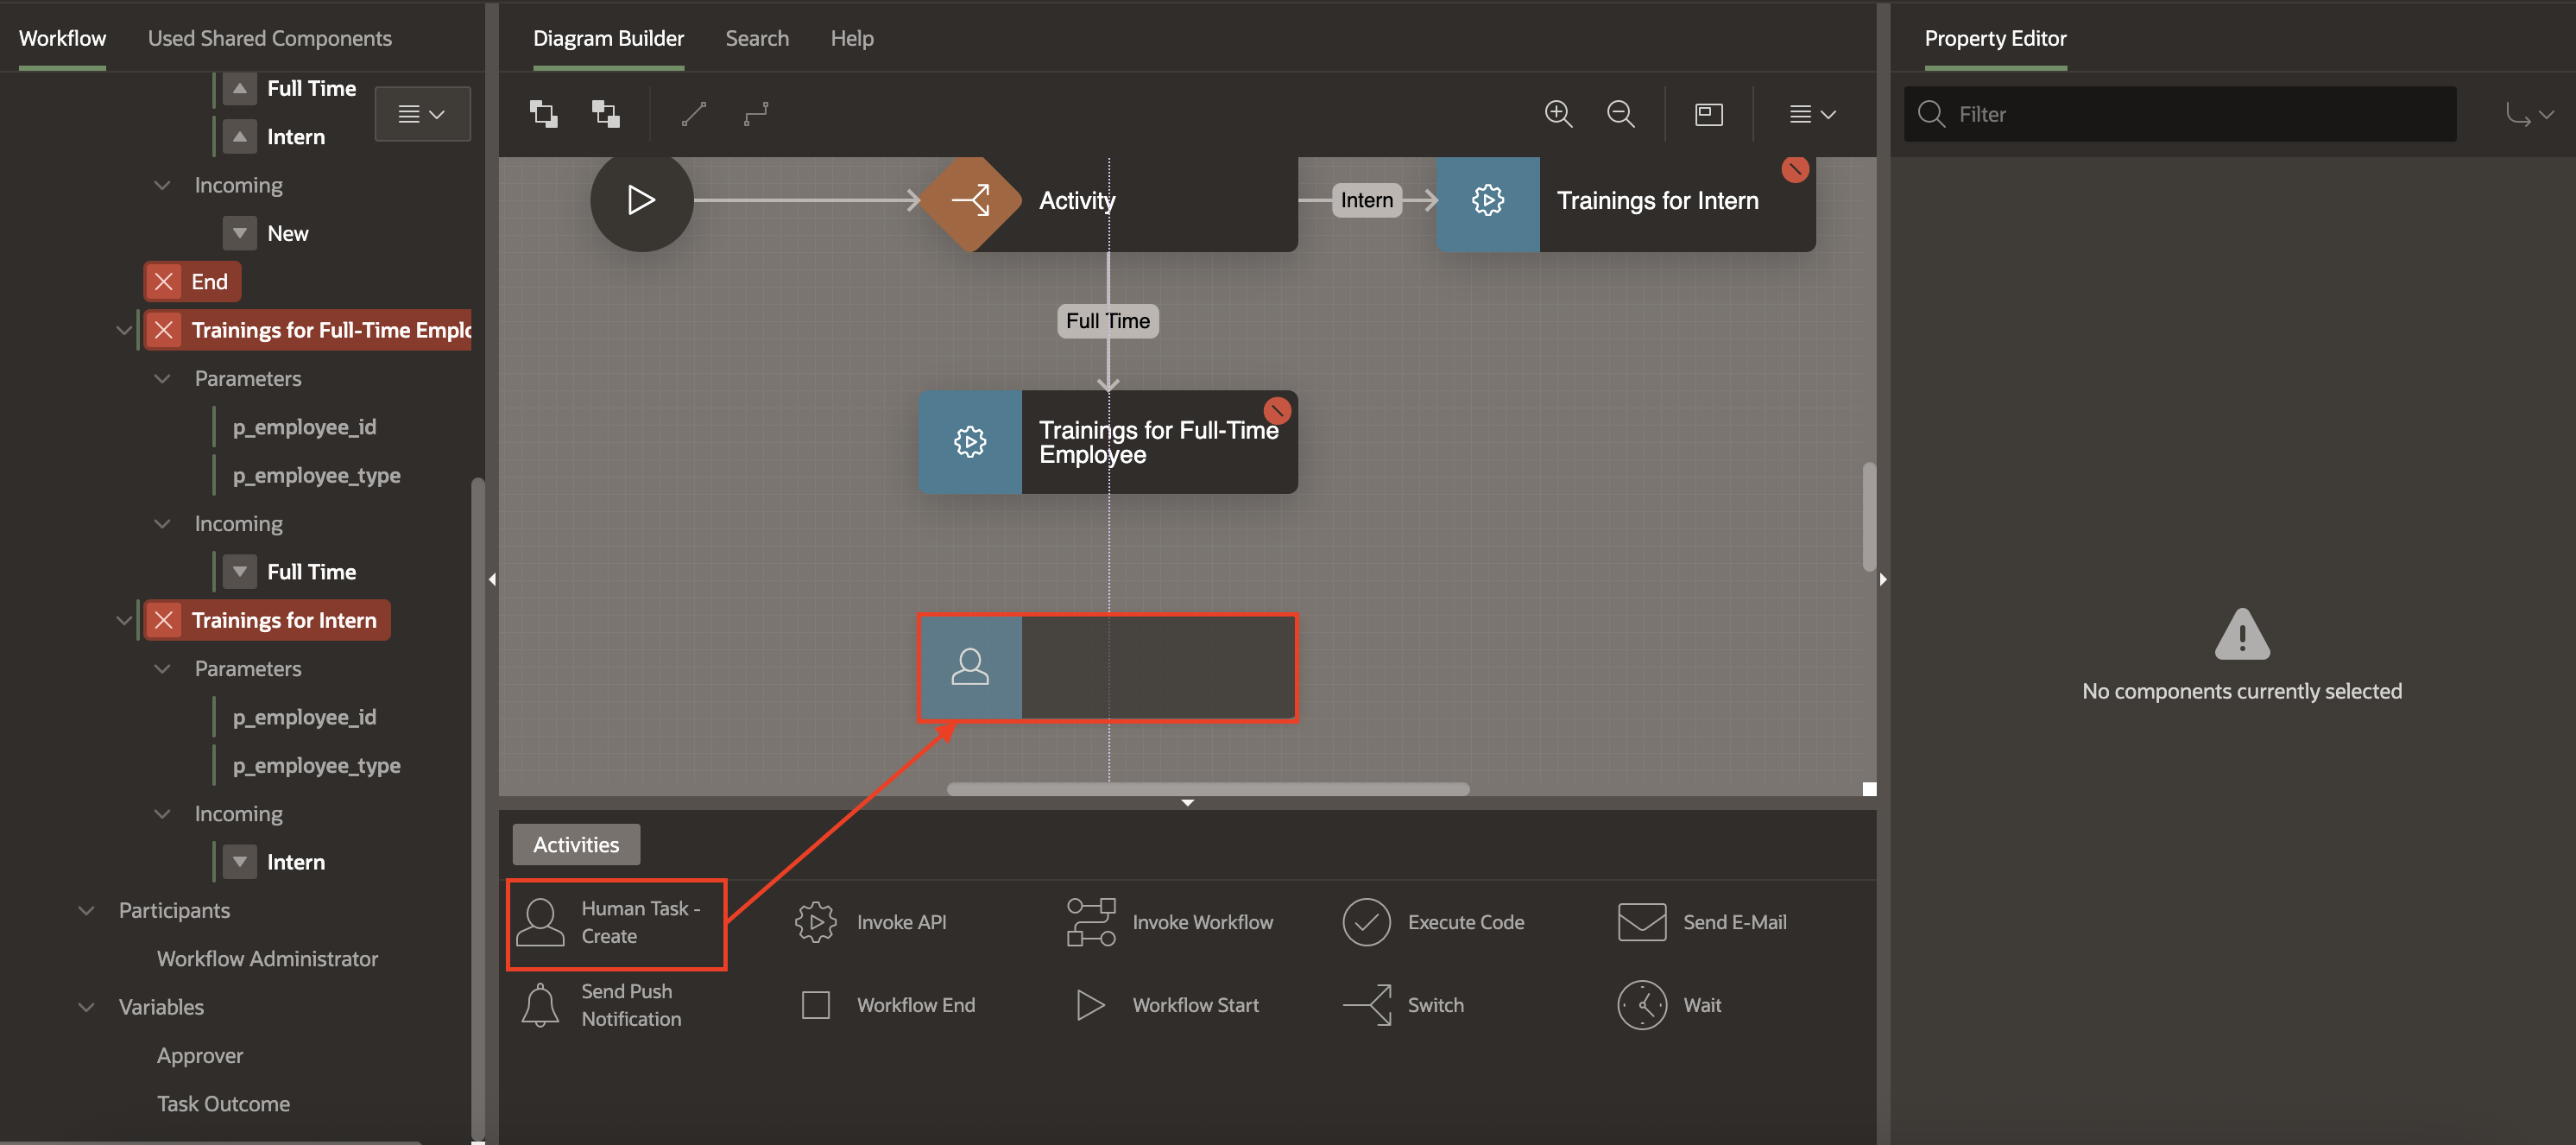 Workflow
Used Shared Components
Full Time
Intern
Incoming
New
End
Trainings for Full-Time Emplo
Parameters
p_employee_id
p_employee_type
Incoming
Full Time
Trainings for Intern
Parameters
p_employee_id
p_employee_type
Incoming
Intern
Participants
Workflow Administrator
Variables
Approver
Task Outcome
Diagram Builder
Search
Help
Activity
Intern
Trainings for Intern
Full Time
Trainings for Full-Time
Employee
Activities
Human Task -
Create
Invoke API
Invoke Workflow
Execute Code
Send E-Mail
Send Push
Notification
Workflow End
Workflow Start
Switch
Wait
Property Editor
Filter
No components currently selected